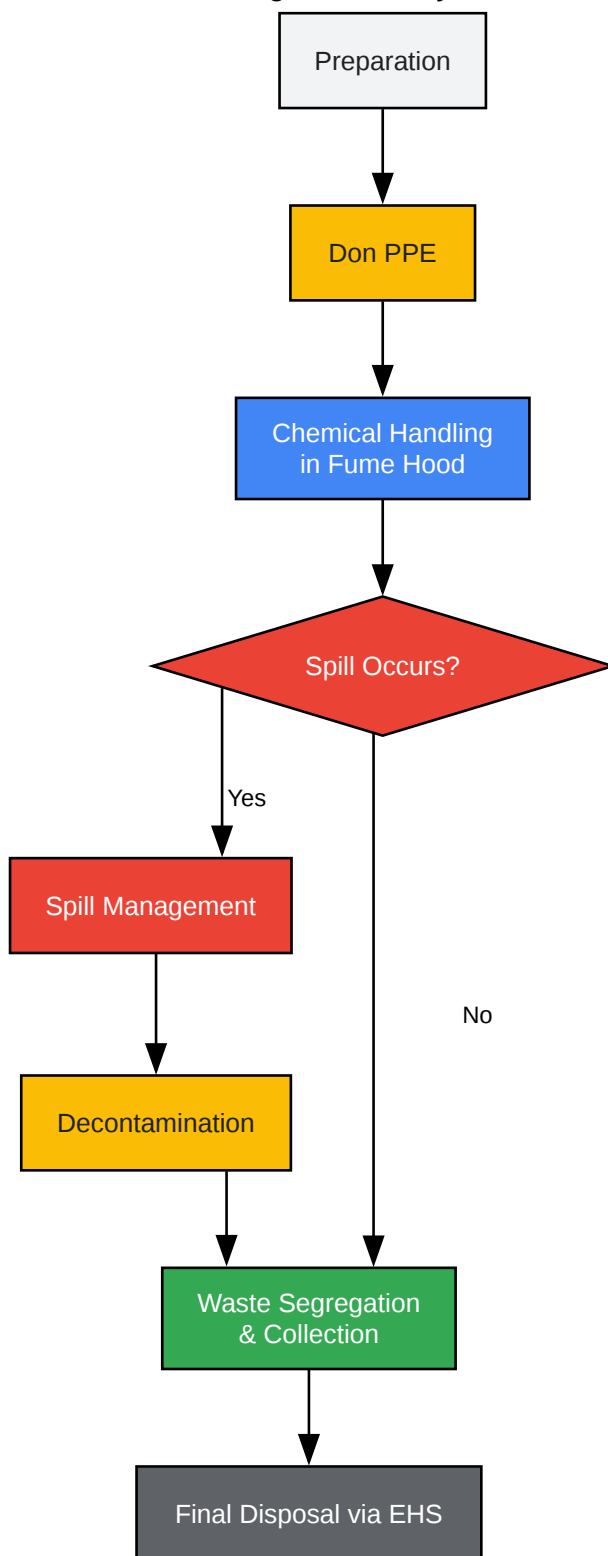 Preparation
Don PPE
Chemical Handling
in Fume Hood
Spill Occurs?
Yes
Spill Management
No
Decontamination
Waste Segregation
& Collection
Final Disposal via EHS